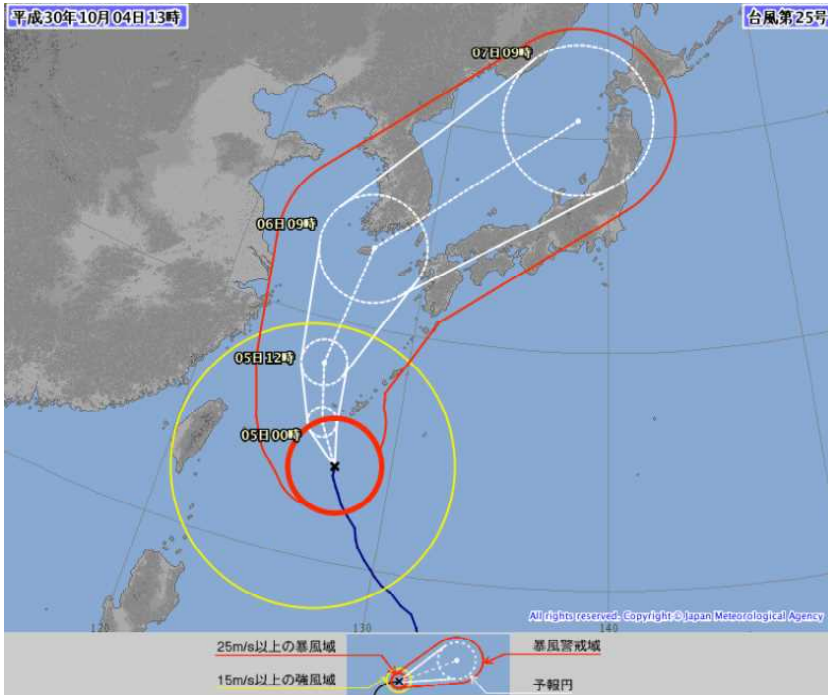 平成30年10月04日13時
台風第25号
07日09時
06日09時
05日12時
05日00時
All rights reserved. Copyright © Japan Meteorological Agency
120
130
140
25m/s以上の暴風域
暴風警戒域
15m/s以上の強風域
予報円